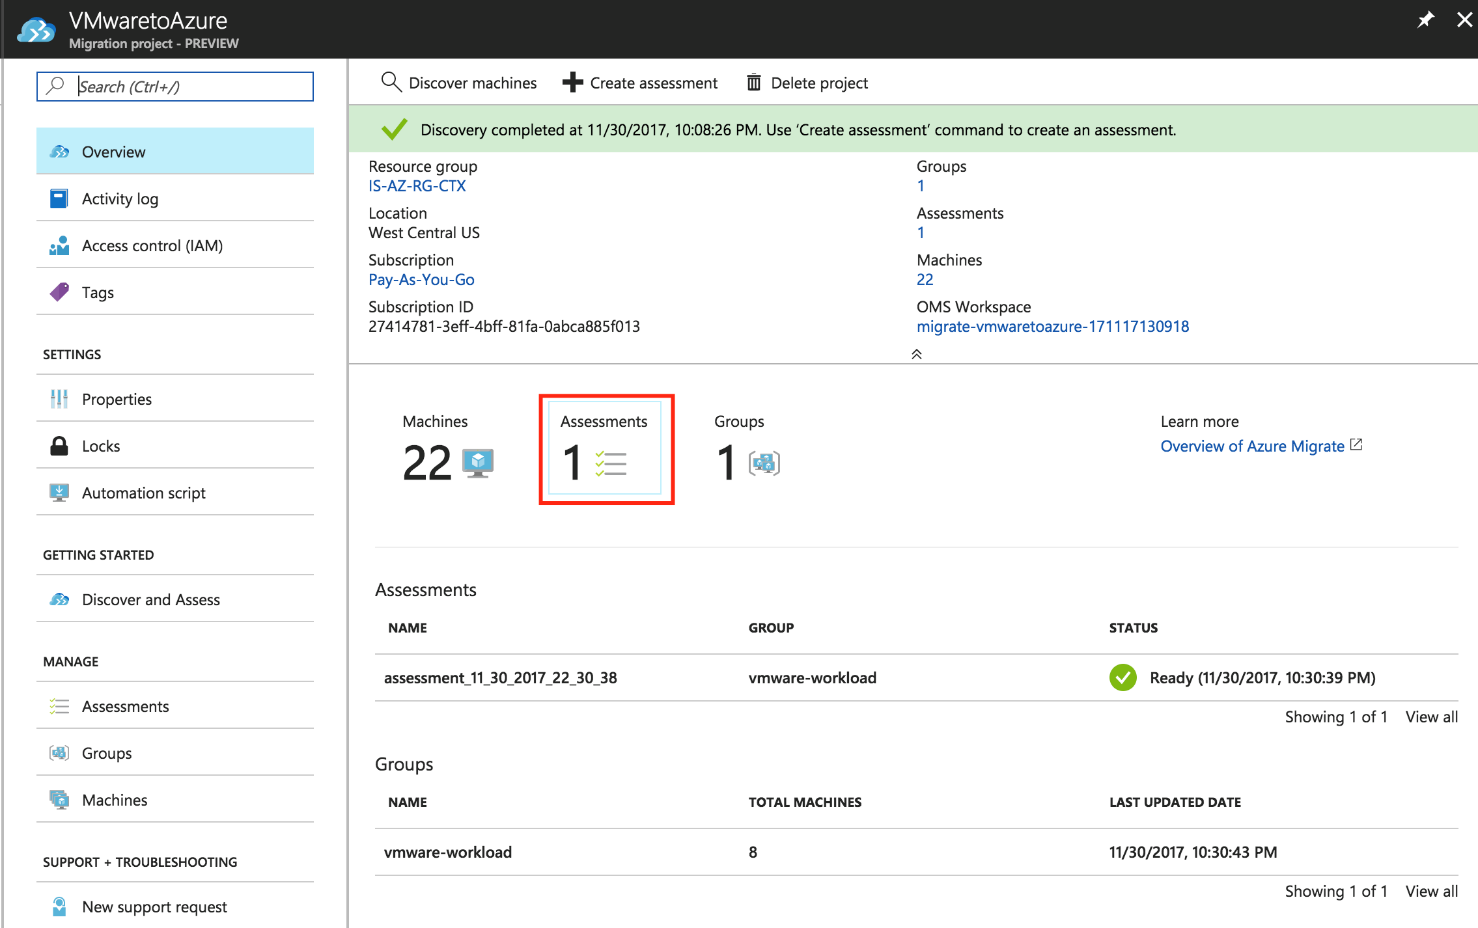 VMwaretoAzure
Migration project - PREVIEW
Search (Ctrl+/)
Overview
Activity log
Access control (IAM)
Tags
SETTINGS
Properties
Locks
Automation script
GETTING STARTED
Discover and Assess
MANAGE
Assessments
Groups
Machines
SUPPORT + TROUBLESHOOTING
New support request
Discover machines Create assessment Delete project
Discovery completed at 11/30/2017, 10:08:26 PM. Use 'Create assessment' command to create an assessment.
Resource group
IS-AZ-RG-CTX
Location
West Central US
Subscription
Pay-As-You-Go
Subscription ID
27414781-3eff-4bff-81fa-0abca885f013
Groups
1
Assessments
1
Machines
22
OMS Workspace
migrate-vmwaretoazure-171117130918
Machines
22
Assessments
1
Groups
1
Learn more
Overview of Azure Migrate
Assessments
NAME GROUP STATUS
assessment_11_30_2017_22_30_38 vmware-workload Ready (11/30/2017, 10:30:39 PM)
Showing 1 of 1 View all
Groups
NAME TOTAL MACHINES LAST UPDATED DATE
vmware-workload 8 11/30/2017, 10:30:43 PM
Showing 1 of 1 View all